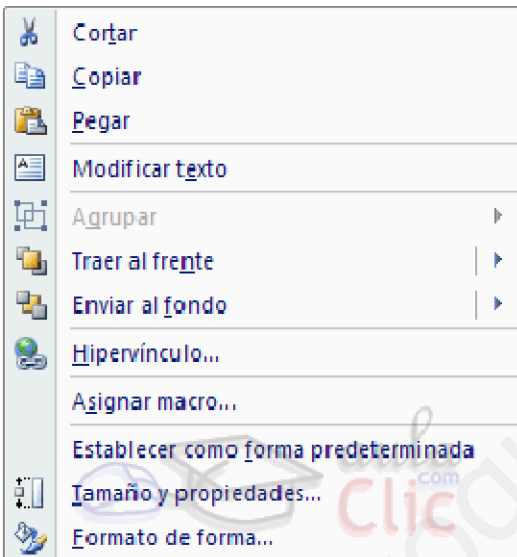 Cortar
Copiar
Pegar
Modificar texto
Agrupar
Traer al frente
Enviar al fondo
Hipervínculo...
Asignar macro...
Establecer como forma predeterminada
Tamaño y propiedades...
Formato de forma...
aula
com
Clic